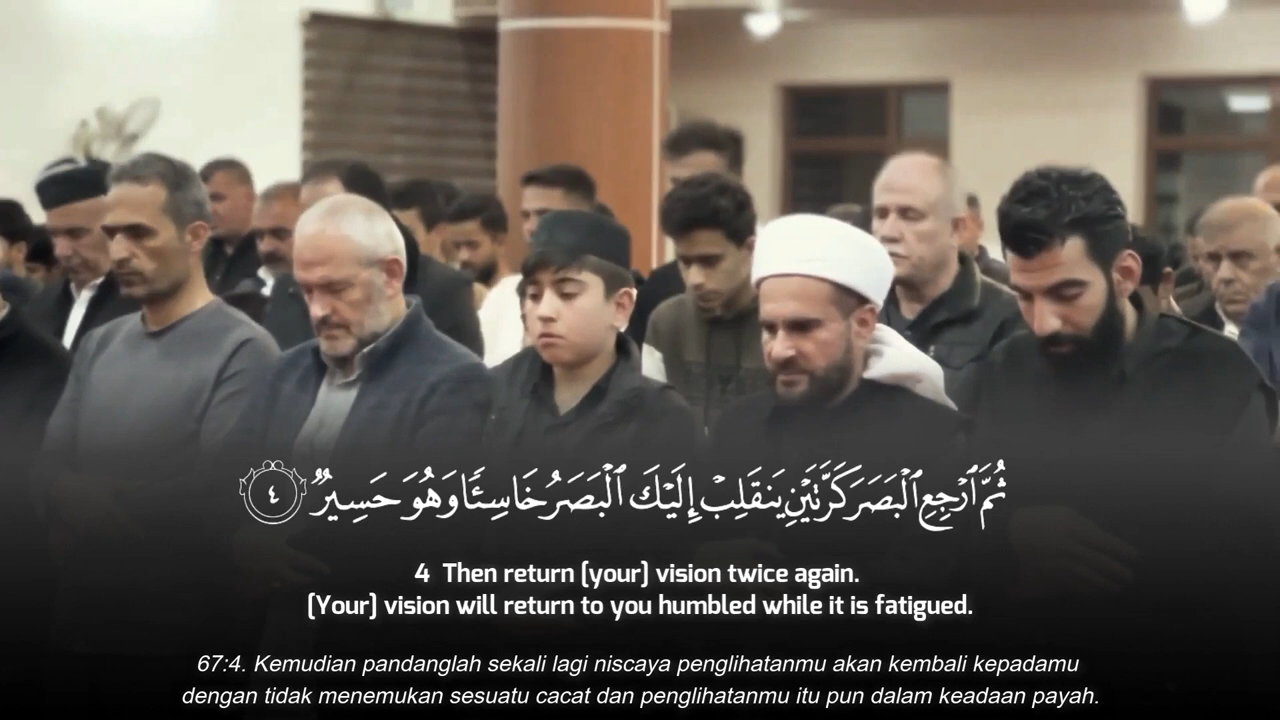 ثُمَّ ٱرْجِعِ ٱلْبَصَرَ كَرَّتَيْنِ يَنقَلِبْ إِلَيْكَ ٱلْبَصَرُ خَاسِئًا وَهُوَ حَسِيرٌ ٤
4 Then return [your] vision twice again.
[Your] vision will return to you humbled while it is fatigued.
67:4. Kemudian pandanglah sekali lagi niscaya penglihatanmu akan kembali kepadamu
dengan tidak menemukan sesuatu cacat dan penglihatanmu itu pun dalam keadaan payah.